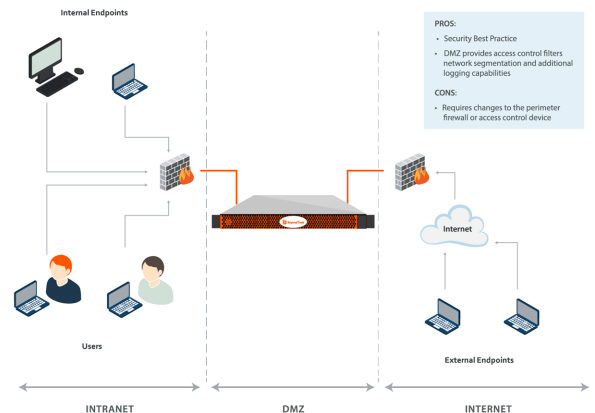 Internal Endpoints
PROS:
• Security Best Practice
• DMZ provides access control filters
network segmentation and additional
logging capabilities
CONS:
• Requires changes to the perimeter
firewall or access control device
Internet
Users
External Endpoints
INTRANET
DMZ
INTERNET